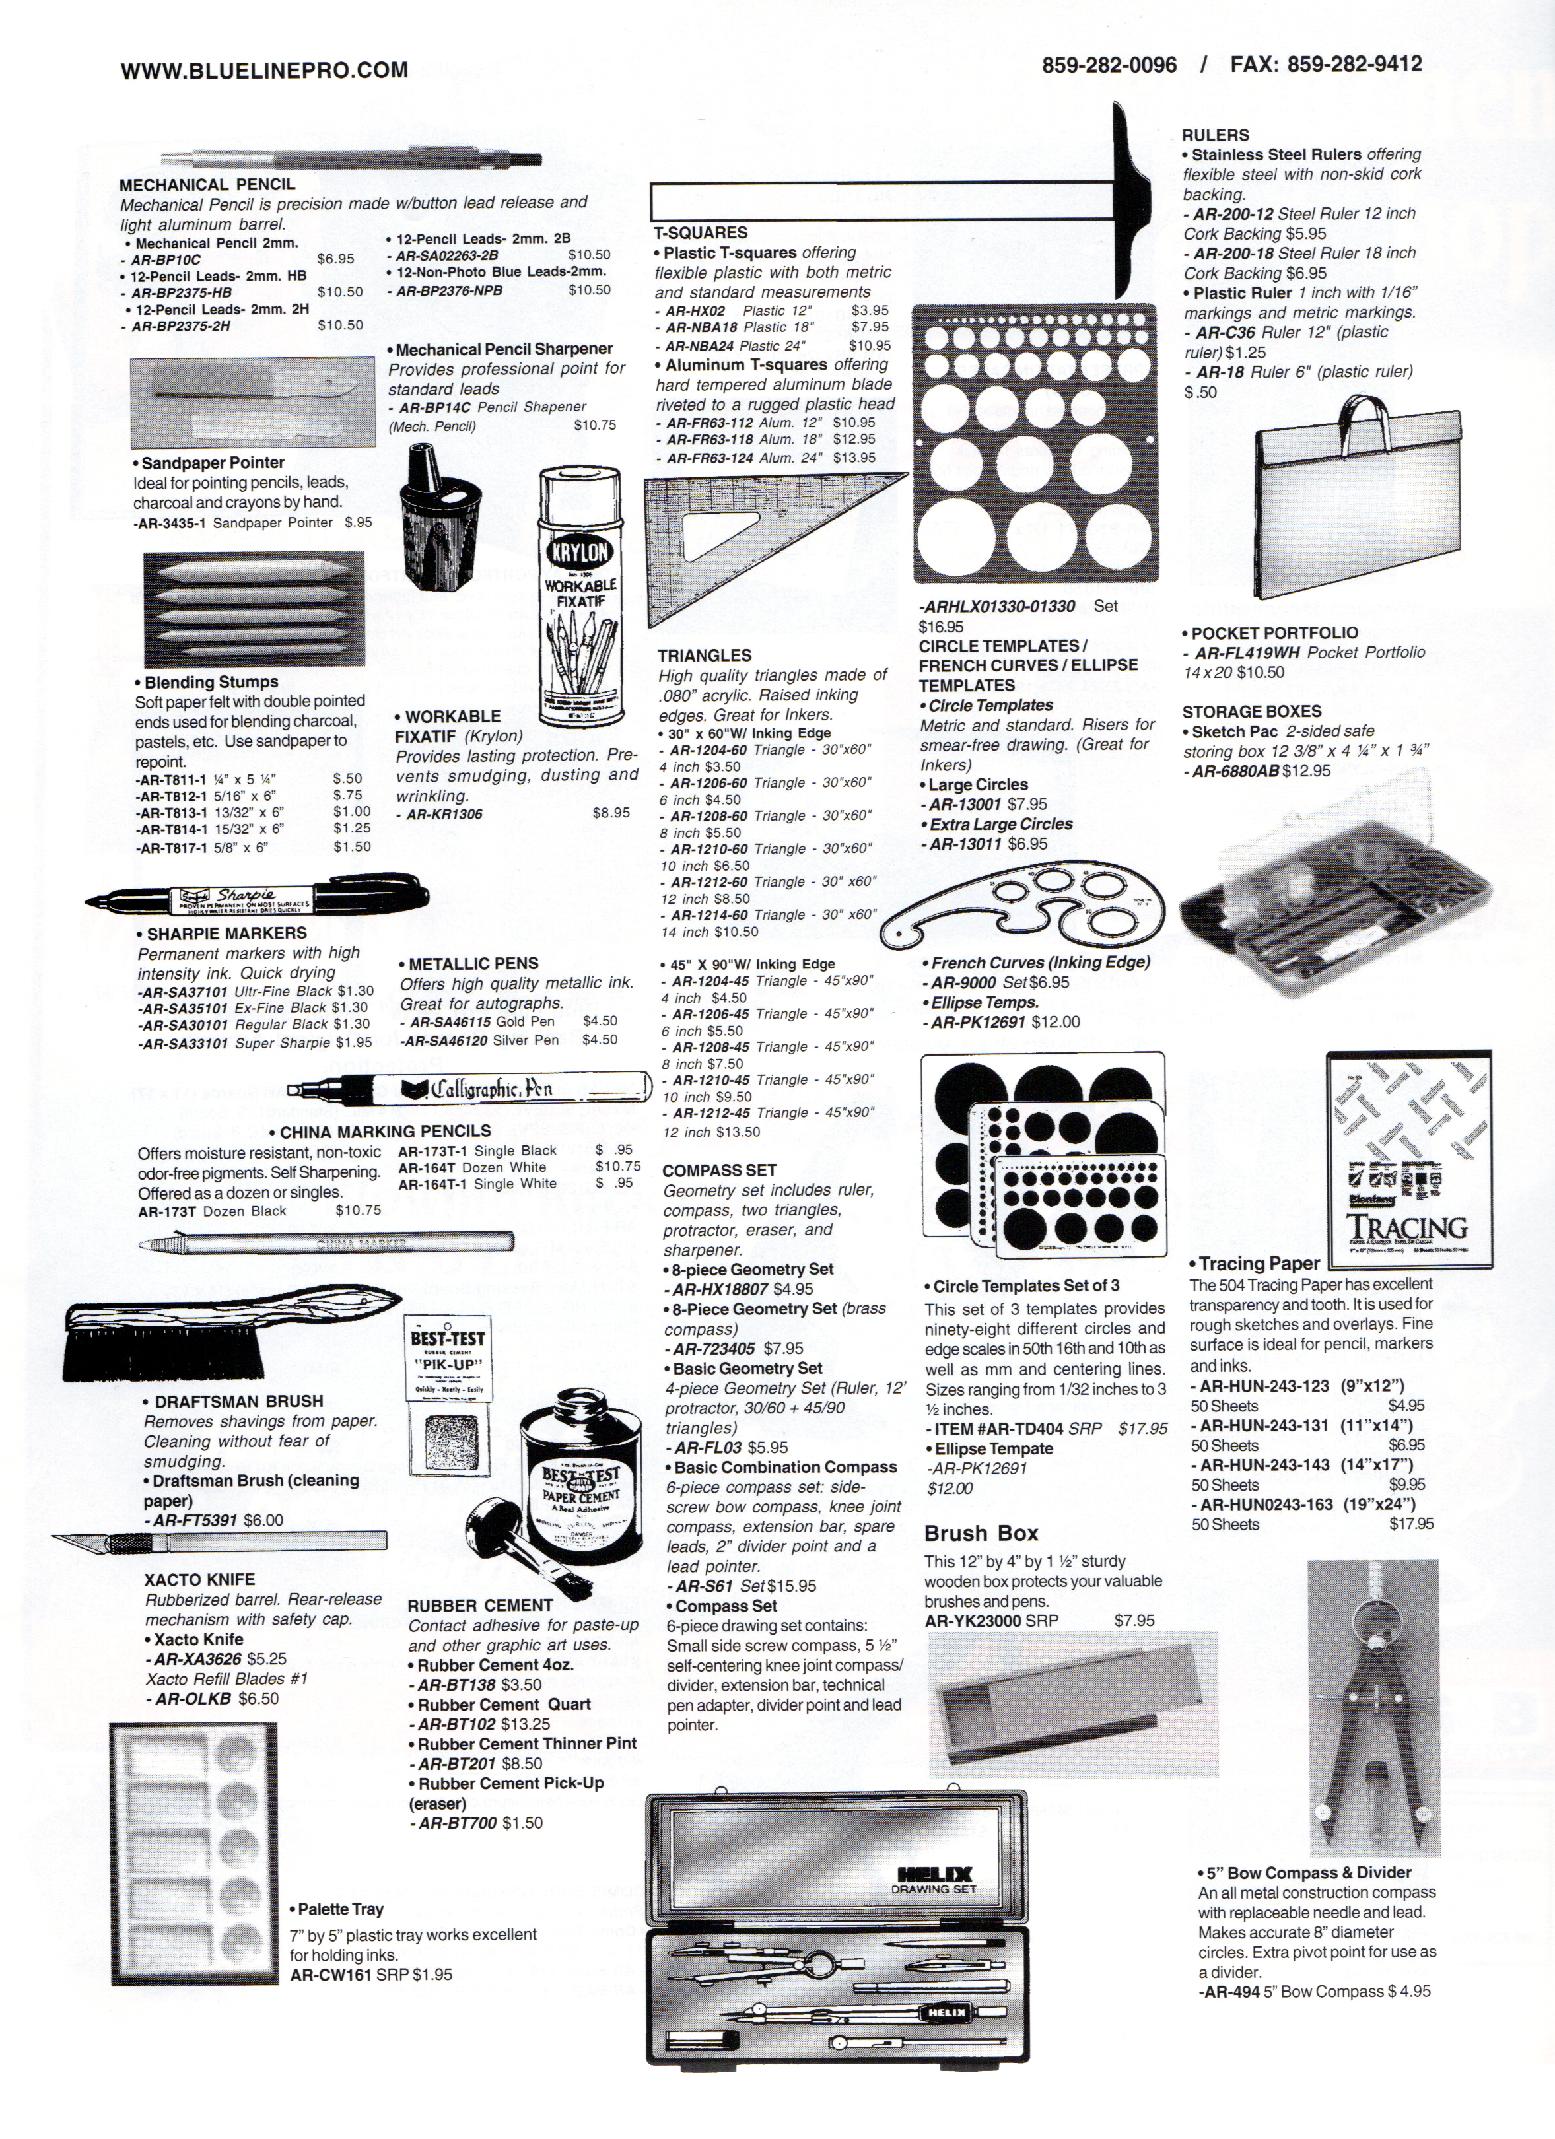 WWW.BLUELINEPRO.COM
859-282-0096 / FAX: 859-282-9412
MECHANICAL PENCIL
Mechanical Pencil is precision made w/button lead release and
light aluminum barrel.
• Mechanical Pencil 2mm.
- AR-BP10C $6.95
• 12-Pencil Leads- 2mm. HB
- AR-BP2375-HB $10.50
• 12-Pencil Leads- 2mm. 2H
- AR-BP2375-2H $10.50
• 12-Pencil Leads- 2mm. 2B
- AR-SA02263-2B $10.50
• 12-Non-Photo Blue Leads-2mm.
- AR-BP2376-NPB $10.50
• Mechanical Pencil Sharpener
Provides professional point for
standard leads
- AR-BP14C Pencil Shapener
(Mech. Pencil) $10.75
• Sandpaper Pointer
Ideal for pointing pencils, leads,
charcoal and crayons by hand.
-AR-3435-1 Sandpaper Pointer $.95
KRYLON
WORKABLE
FIXATIF
• Blending Stumps
Soft paper felt with double pointed
ends used for blending charcoal,
pastels, etc. Use sandpaper to
repoint.
-AR-T811-1 ¼" x 5 ¼" $.50
-AR-T812-1 5/16" x 6" $.75
-AR-T813-1 13/32" x 6" $1.00
-AR-T814-1 15/32" x 6" $1.25
-AR-T817-1 5/8" x 6" $1.50
• WORKABLE
FIXATIF (Krylon)
Provides lasting protection. Pre-
vents smudging, dusting and
wrinkling.
- AR-KR1306 $8.95
Sharpie
PROVEN PERMANENT ON MOST SURFACES
• SHARPIE MARKERS
Permanent markers with high
intensity ink. Quick drying
-AR-SA37101 Ultr-Fine Black $1.30
-AR-SA35101 Ex-Fine Black $1.30
-AR-SA30101 Regular Black $1.30
-AR-SA33101 Super Sharpie $1.95
• METALLIC PENS
Offers high quality metallic ink.
Great for autographs.
- AR-SA46115 Gold Pen $4.50
-AR-SA46120 Silver Pen $4.50
Calligraphic Pen
• CHINA MARKING PENCILS
Offers moisture resistant, non-toxic
odor-free pigments. Self Sharpening.
Offered as a dozen or singles.
AR-173T Dozen Black $10.75
AR-173T-1 Single Black $ .95
AR-164T Dozen White $10.75
AR-164T-1 Single White $ .95
CHINA MARKER
BEST-TEST
RUBBER CEMENT
"PIK-UP"
Quickly - Neatly - Easily
• DRAFTSMAN BRUSH
Removes shavings from paper.
Cleaning without fear of
smudging.
• Draftsman Brush (cleaning
paper)
- AR-FT5391 $6.00
BEST-TEST
PAPER CEMENT
A Real Adhesive
XACTO KNIFE
Rubberized barrel. Rear-release
mechanism with safety cap.
• Xacto Knife
- AR-XA3626 $5.25
Xacto Refill Blades #1
- AR-OLKB $6.50
RUBBER CEMENT
Contact adhesive for paste-up
and other graphic art uses.
• Rubber Cement 4oz.
- AR-BT138 $3.50
• Rubber Cement Quart
- AR-BT102 $13.25
• Rubber Cement Thinner Pint
- AR-BT201 $8.50
• Rubber Cement Pick-Up
(eraser)
- AR-BT700 $1.50
• Palette Tray
7" by 5" plastic tray works excellent
for holding inks.
AR-CW161 SRP $1.95
T-SQUARES
• Plastic T-squares offering
flexible plastic with both metric
and standard measurements
- AR-HX02 Plastic 12" $3.95
- AR-NBA18 Plastic 18" $7.95
- AR-NBA24 Plastic 24" $10.95
• Aluminum T-squares offering
hard tempered aluminum blade
riveted to a rugged plastic head
- AR-FR63-112 Alum. 12" $10.95
- AR-FR63-118 Alum. 18" $12.95
- AR-FR63-124 Alum. 24" $13.95
TRIANGLES
High quality triangles made of
.080" acrylic. Raised inking
edges. Great for Inkers.
• 30" x 60"W/ Inking Edge
- AR-1204-60 Triangle - 30"x60"
4 inch $3.50
- AR-1206-60 Triangle - 30"x60"
6 inch $4.50
- AR-1208-60 Triangle - 30"x60"
8 inch $5.50
- AR-1210-60 Triangle - 30"x60"
10 inch $6.50
- AR-1212-60 Triangle - 30" x60"
12 inch $8.50
- AR-1214-60 Triangle - 30" x60"
14 inch $10.50
• 45" X 90"W/ Inking Edge
- AR-1204-45 Triangle - 45"x90"
4 inch $4.50
- AR-1206-45 Triangle - 45"x90"
6 inch $5.50
- AR-1208-45 Triangle - 45"x90"
8 inch $7.50
- AR-1210-45 Triangle - 45"x90"
10 inch $9.50
- AR-1212-45 Triangle - 45"x90"
12 inch $13.50
COMPASS SET
Geometry set includes ruler,
compass, two triangles,
protractor, eraser, and
sharpener.
• 8-piece Geometry Set
- AR-HX18807 $4.95
• 8-Piece Geometry Set (brass
compass)
- AR-723405 $7.95
• Basic Geometry Set
4-piece Geometry Set (Ruler, 12'
protractor, 30/60 + 45/90
triangles)
- AR-FL03 $5.95
• Basic Combination Compass
6-piece compass set: side-
screw bow compass, knee joint
compass, extension bar, spare
leads, 2" divider point and a
lead pointer.
- AR-S61 Set $15.95
• Compass Set
6-piece drawing set contains:
Small side screw compass, 5 ½"
self-centering knee joint compass/
divider, extension bar, technical
pen adapter, divider point and lead
pointer.
HELIX
DRAWING SET
HELIX
-ARHLX01330-01330 Set
$16.95
CIRCLE TEMPLATES /
FRENCH CURVES / ELLIPSE
TEMPLATES
• Circle Templates
Metric and standard. Risers for
smear-free drawing. (Great for
Inkers)
• Large Circles
- AR-13001 $7.95
• Extra Large Circles
- AR-13011 $6.95
• French Curves (Inking Edge)
- AR-9000 Set $6.95
• Ellipse Temps.
- AR-PK12691 $12.00
• Circle Templates Set of 3
This set of 3 templates provides
ninety-eight different circles and
edge scales in 50th 16th and 10th as
well as mm and centering lines.
Sizes ranging from 1/32 inches to 3
½ inches.
- ITEM #AR-TD404 SRP $17.95
• Ellipse Tempate
-AR-PK12691
$12.00
Brush Box
This 12" by 4" by 1 ½" sturdy
wooden box protects your valuable
brushes and pens.
AR-YK23000 SRP $7.95
RULERS
• Stainless Steel Rulers offering
flexible steel with non-skid cork
backing.
- AR-200-12 Steel Ruler 12 inch
Cork Backing $5.95
- AR-200-18 Steel Ruler 18 inch
Cork Backing $6.95
• Plastic Ruler 1 inch with 1/16"
markings and metric markings.
- AR-C36 Ruler 12" (plastic
ruler) $1.25
- AR-18 Ruler 6" (plastic ruler)
$ .50
• POCKET PORTFOLIO
- AR-FL419WH Pocket Portfolio
14 x 20 $10.50
STORAGE BOXES
• Sketch Pac 2-sided safe
storing box 12 3/8" x 4 ¼" x 1 ¾"
- AR-6880AB $12.95
Bienfang
TRACING
• Tracing Paper
The 504 Tracing Paper has excellent
transparency and tooth. It is used for
rough sketches and overlays. Fine
surface is ideal for pencil, markers
and inks.
- AR-HUN-243-123 (9"x12")
50 Sheets $4.95
- AR-HUN-243-131 (11"x14")
50 Sheets $6.95
- AR-HUN-243-143 (14"x17")
50 Sheets $9.95
- AR-HUN0243-163 (19"x24")
50 Sheets $17.95
• 5" Bow Compass & Divider
An all metal construction compass
with replaceable needle and lead.
Makes accurate 8" diameter
circles. Extra pivot point for use as
a divider.
-AR-494 5" Bow Compass $ 4.95